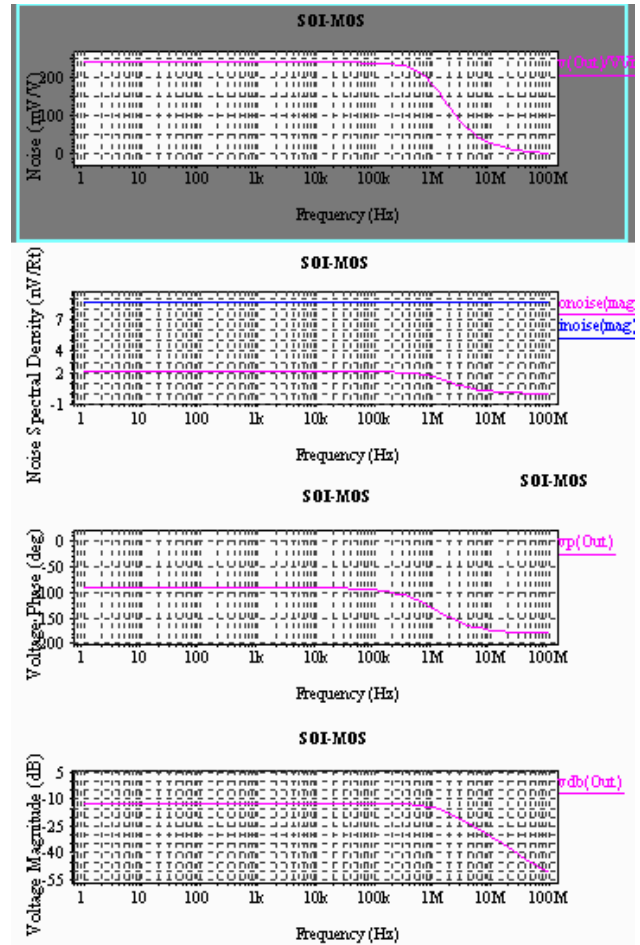 SOI-MOS
Noise (mV/V)
200
100
0
1 10 100 1k 10k 100k 1M 10M 100M
Frequency (Hz)
SOI-MOS
Noise Spectral Density (nV/Rt)
7
4
2
-1
onoise(mag)
inoise(mag)
1 10 100 1k 10k 100k 1M 10M 100M
Frequency (Hz)
SOI-MOS
SOI-MOS
Voltage Phase (deg)
0
-50
-100
-150
-200
vp(Out)
1 10 100 1k 10k 100k 1M 10M 100M
Frequency (Hz)
SOI-MOS
Voltage Magnitude (dB)
5
-10
-25
-40
-55
vdb(Out)
1 10 100 1k 10k 100k 1M 10M 100M
Frequency (Hz)